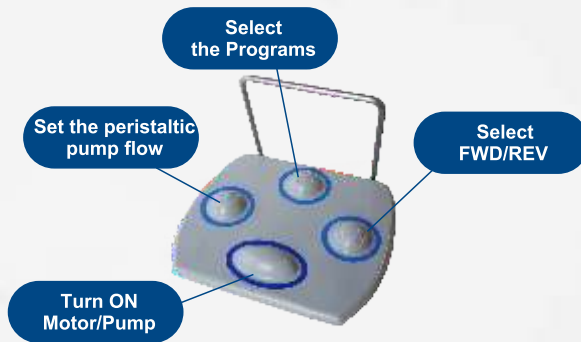 Select
the Programs
Set the peristaltic
pump flow
Select
FWD/REV
Turn ON
Motor/Pump